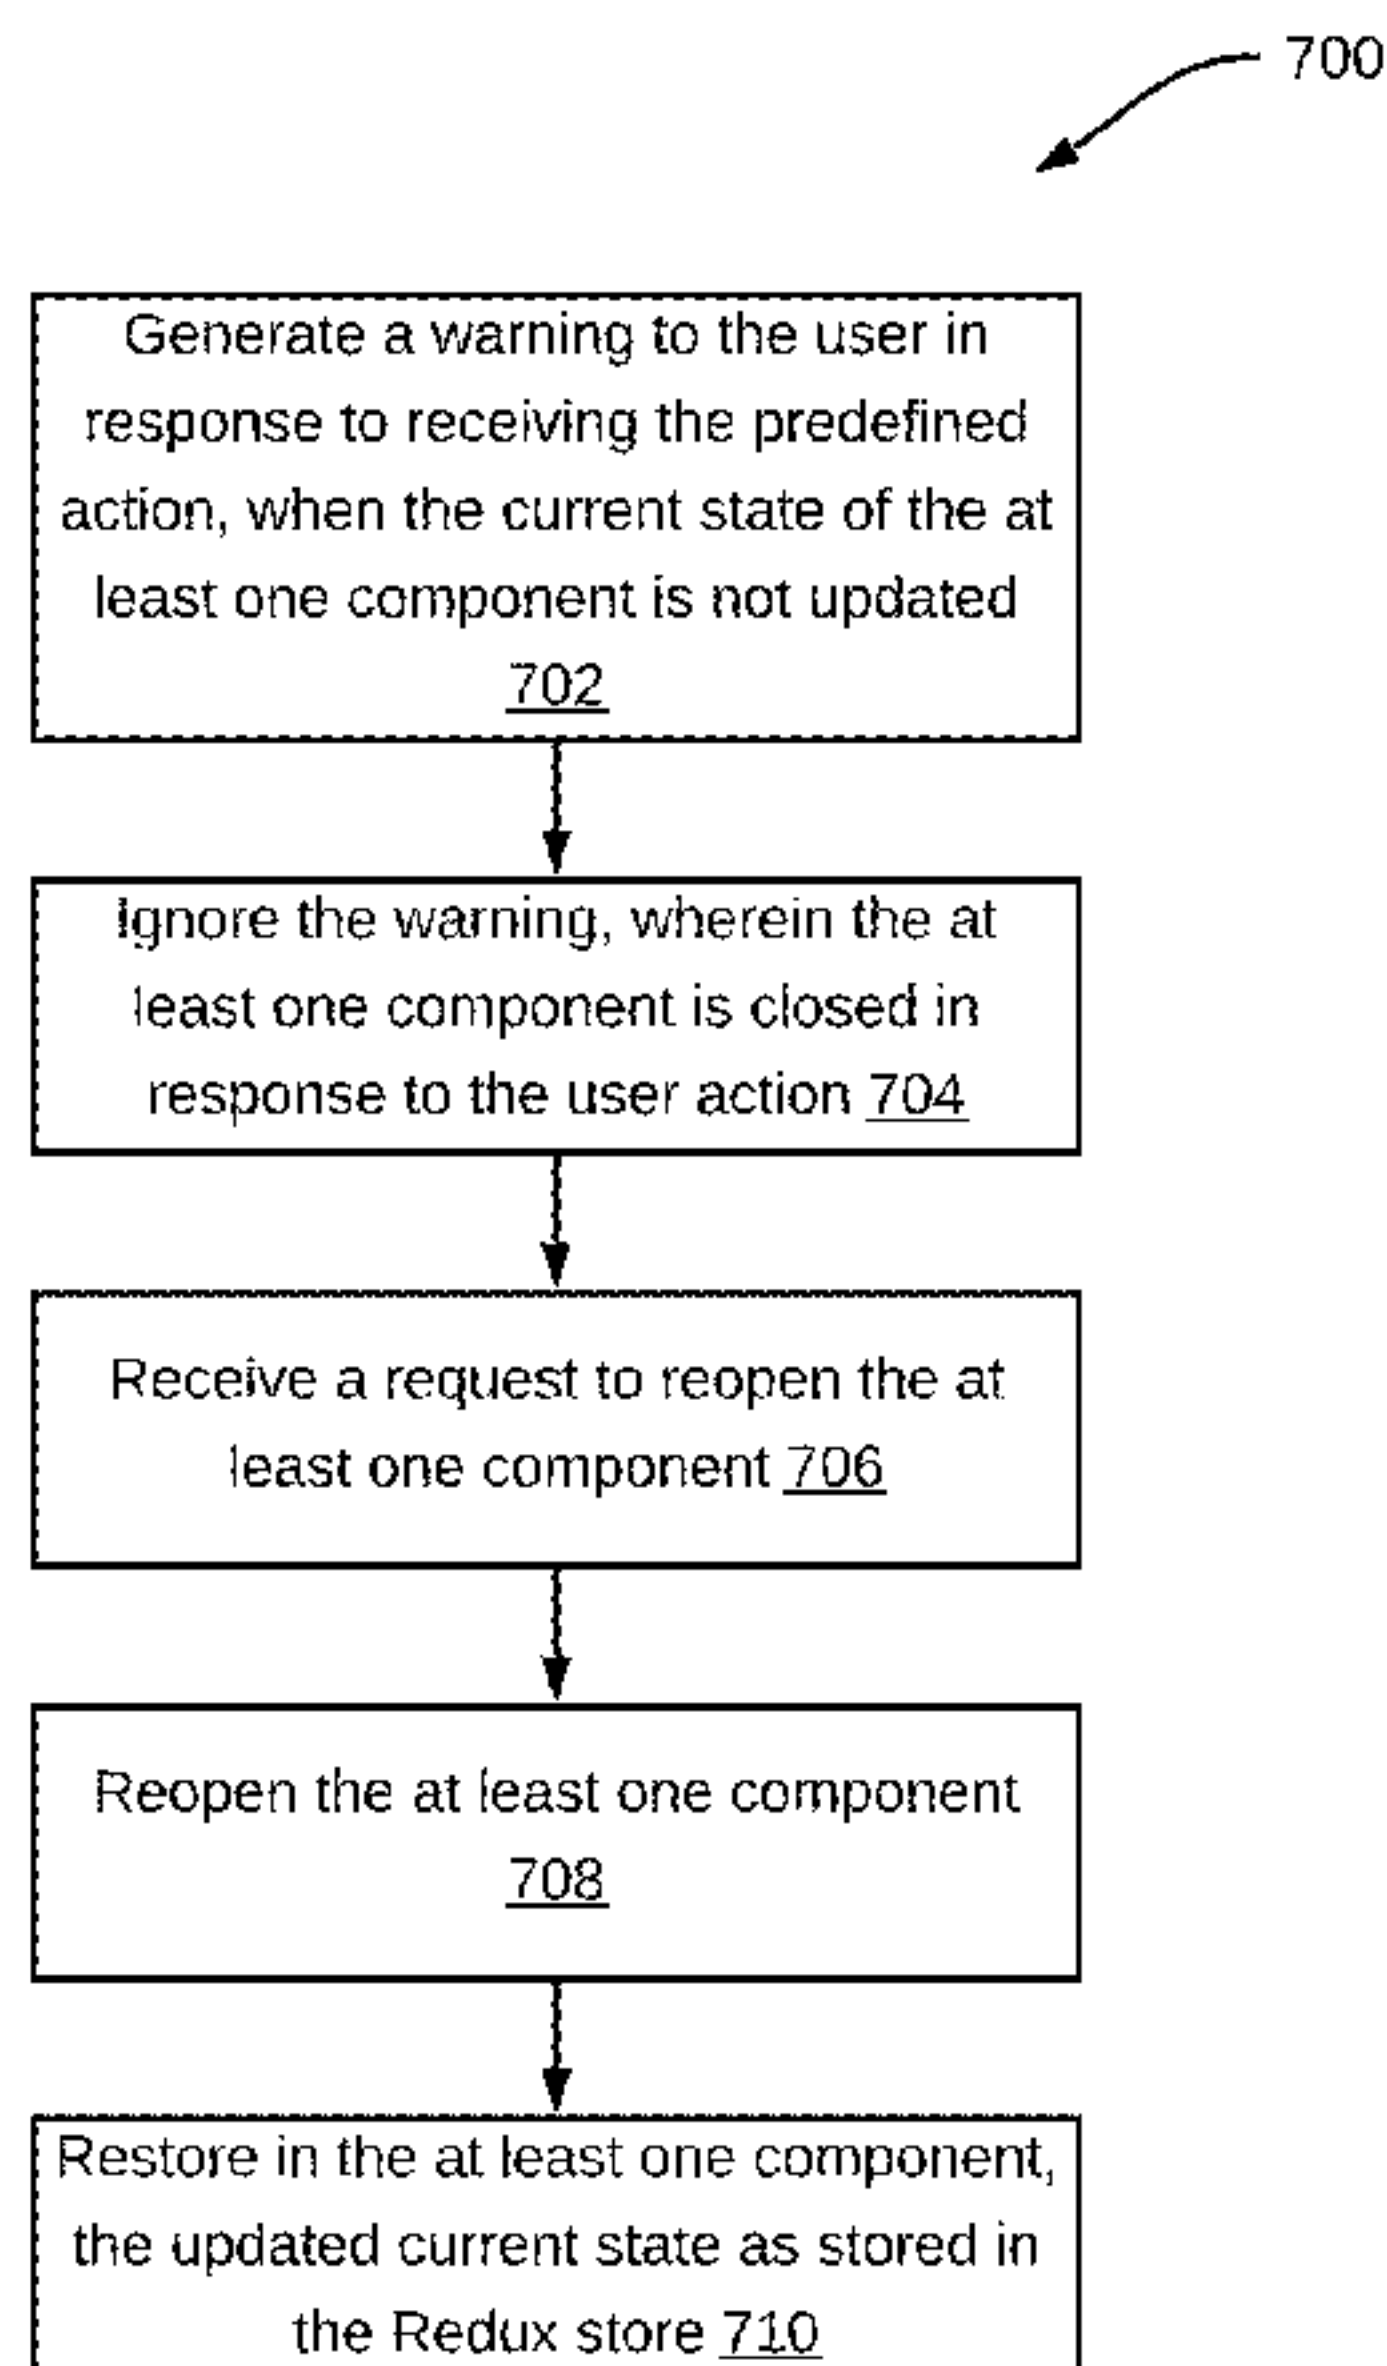 700
Generate a warning to the user in
response to receiving the predefined
action, when the current state of the at
least one component is not updated
702
Ignore the warning, wherein the at
least one component is closed in
response to the user action 704
Receive a request to reopen the at
least one component 706
Reopen the at least one component
708
Restore in the at least one component,
the updated current state as stored in
the Redux store 710